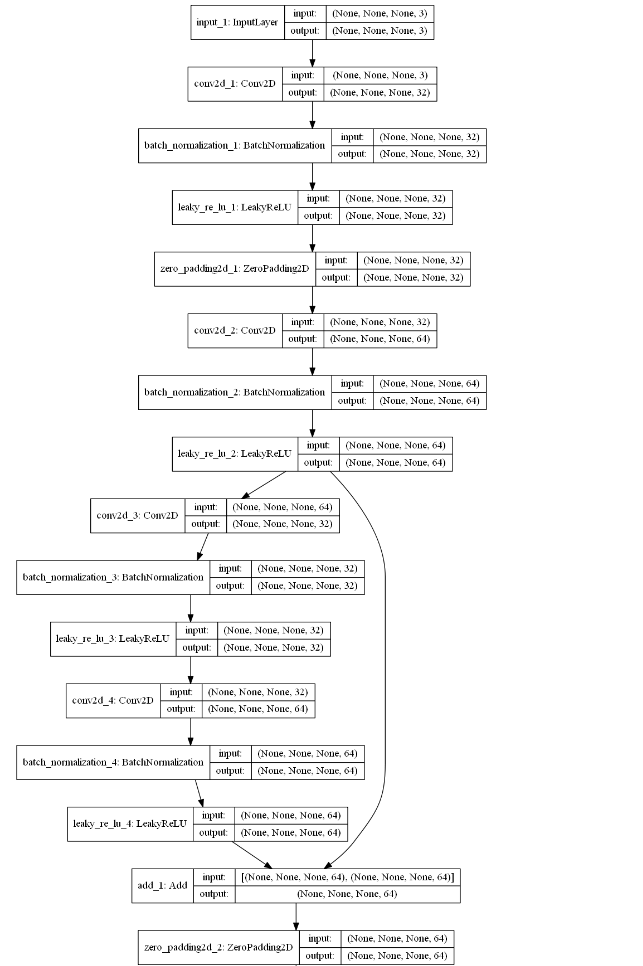 input_1: InputLayer
input: (None, None, None, 3)
output: (None, None, None, 3)
conv2d_1: Conv2D
input: (None, None, None, 3)
output: (None, None, None, 32)
batch_normalization_1: BatchNormalization
input: (None, None, None, 32)
output: (None, None, None, 32)
leaky_re_lu_1: LeakyReLU
input: (None, None, None, 32)
output: (None, None, None, 32)
zero_padding2d_1: ZeroPadding2D
input: (None, None, None, 32)
output: (None, None, None, 32)
conv2d_2: Conv2D
input: (None, None, None, 32)
output: (None, None, None, 64)
batch_normalization_2: BatchNormalization
input: (None, None, None, 64)
output: (None, None, None, 64)
leaky_re_lu_2: LeakyReLU
input: (None, None, None, 64)
output: (None, None, None, 64)
conv2d_3: Conv2D
input: (None, None, None, 64)
output: (None, None, None, 32)
batch_normalization_3: BatchNormalization
input: (None, None, None, 32)
output: (None, None, None, 32)
leaky_re_lu_3: LeakyReLU
input: (None, None, None, 32)
output: (None, None, None, 32)
conv2d_4: Conv2D
input: (None, None, None, 32)
output: (None, None, None, 64)
batch_normalization_4: BatchNormalization
input: (None, None, None, 64)
output: (None, None, None, 64)
leaky_re_lu_4: LeakyReLU
input: (None, None, None, 64)
output: (None, None, None, 64)
add_1: Add
input: [(None, None, None, 64), (None, None, None, 64)]
output: (None, None, None, 64)
zero_padding2d_2: ZeroPadding2D
input: (None, None, None, 64)
output: (None, None, None, 64)